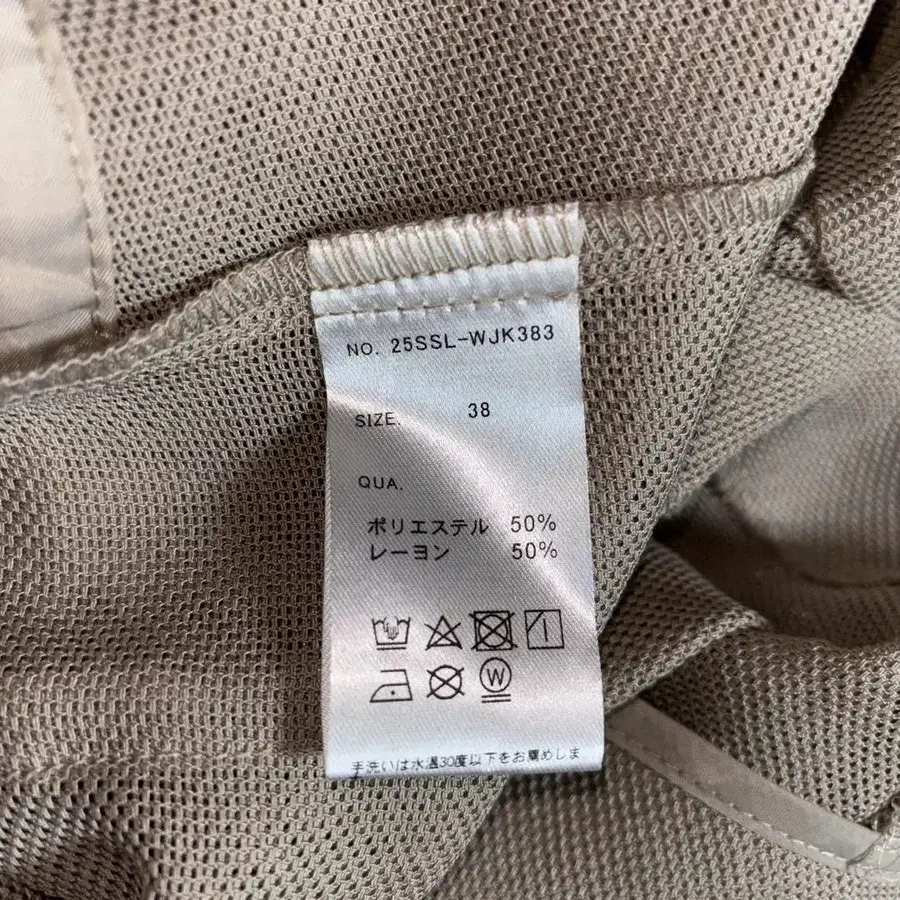 NO. 25SSL-WJK383
SIZE. 38
QUA.
ポリエステル 50%
レーヨン 50%
W
手洗いは水温30度以下をお薦めしま